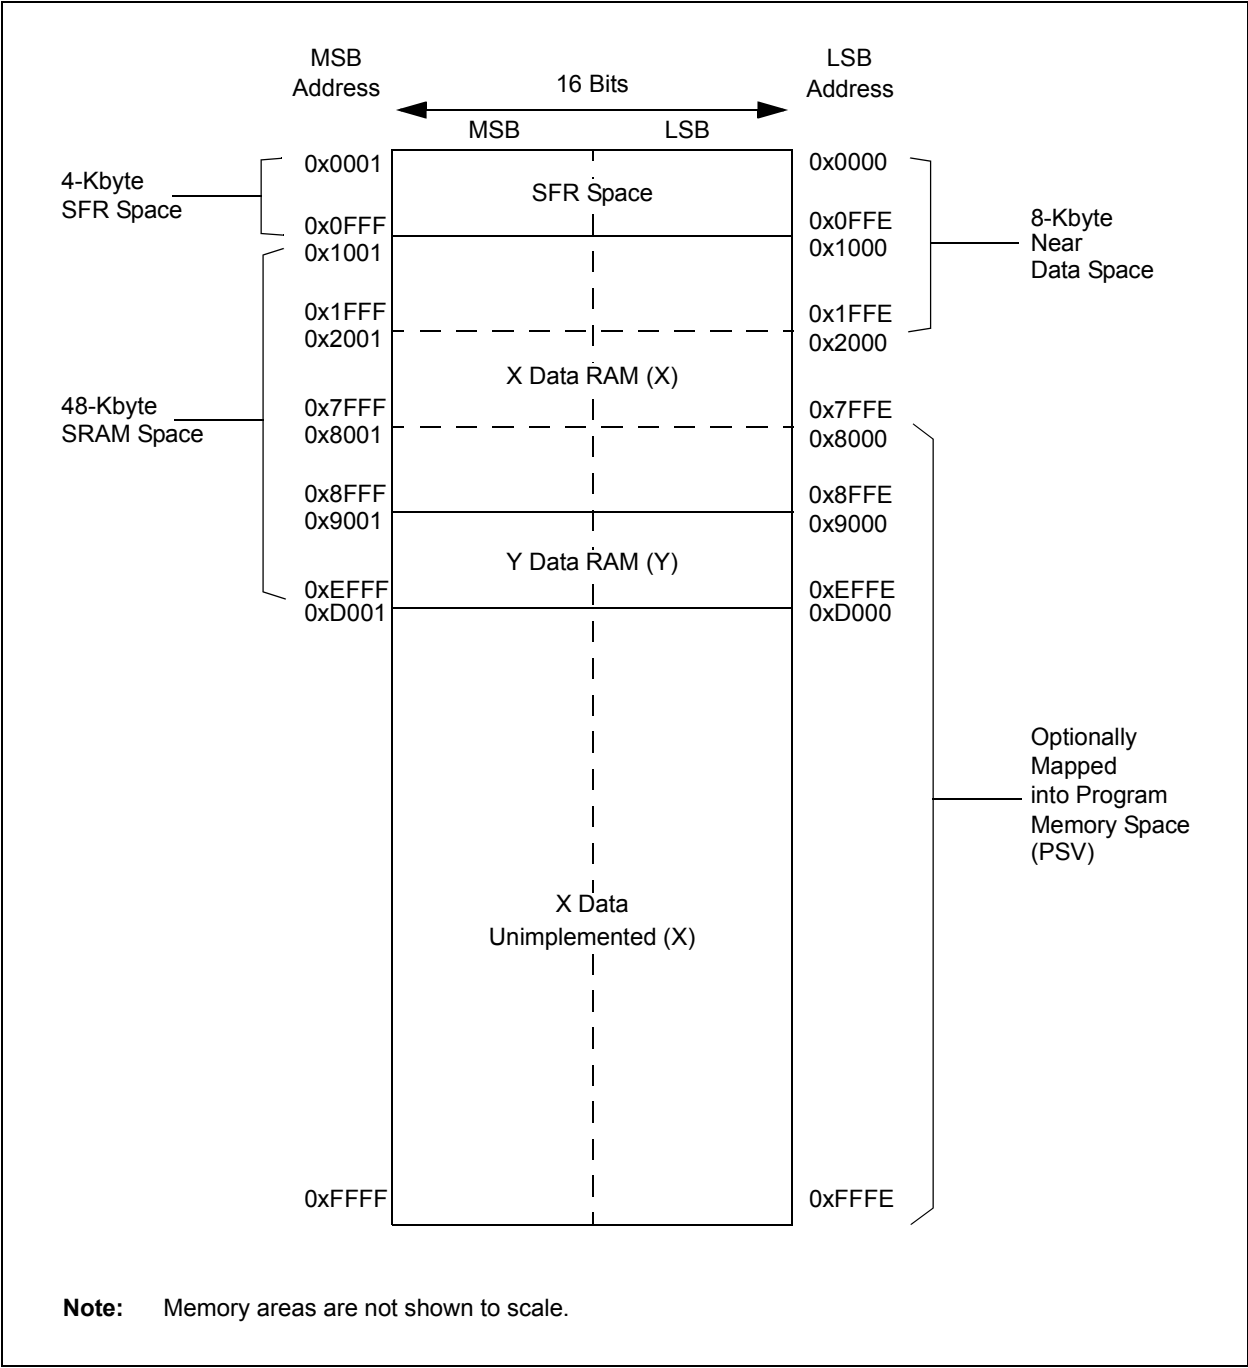 MSB
Address
16 Bits
LSB
Address
MSB
LSB
4-Kbyte
SFR Space
0x0001
0x0FFF
0x1001
SFR Space
0x0000
0x0FFE
0x1000
8-Kbyte
Near
Data Space
0x1FFF
0x2001
0x1FFE
0x2000
X Data RAM (X)
48-Kbyte
SRAM Space
0x7FFF
0x8001
0x7FFE
0x8000
0x8FFF
0x9001
0x8FFE
0x9000
Y Data RAM (Y)
0xEFFF
0xD001
0xEFFE
0xD000
Optionally
Mapped
into Program
Memory Space
(PSV)
X Data
Unimplemented (X)
0xFFFF
0xFFFE
Note: Memory areas are not shown to scale.